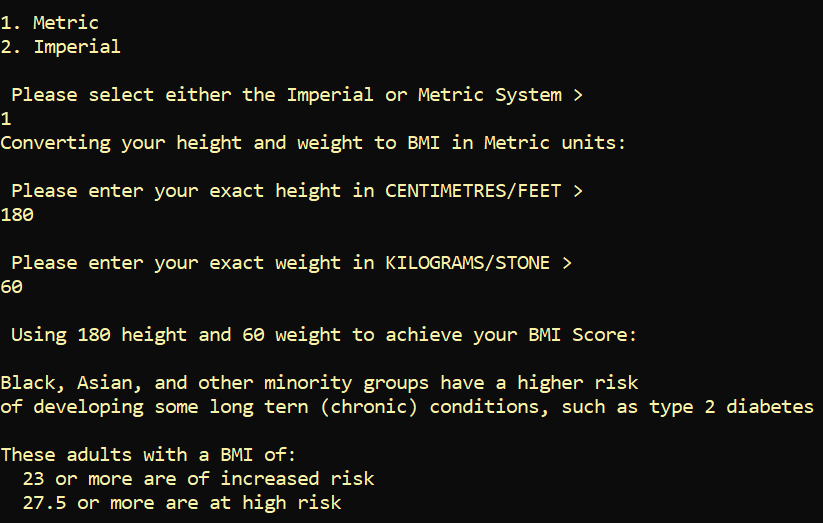 1. Metric
2. Imperial
Please select either the Imperial or Metric System >
1
Converting your height and weight to BMI in Metric units:
Please enter your exact height in CENTIMETRES/FEET >
180
Please enter your exact weight in KILOGRAMS/STONE >
60
Using 180 height and 60 weight to achieve your BMI Score:
Black, Asian, and other minority groups have a higher risk
of developing some long tern (chronic) conditions, such as type 2 diabetes
These adults with a BMI of:
23 or more are of increased risk
27.5 or more are at high risk